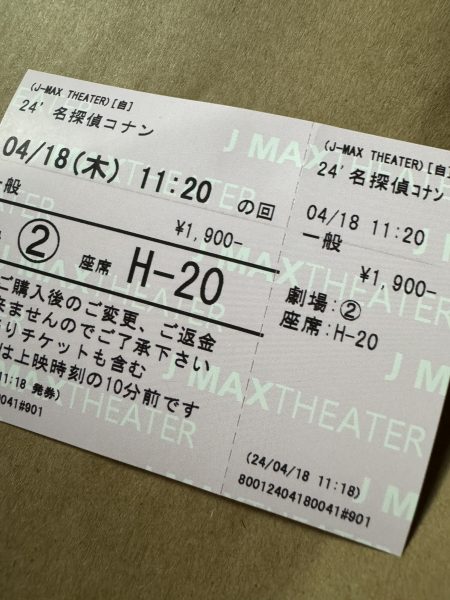 (J-MAX THEATER)[自]
24' 名探偵コナン
04/18(木) 11:20 の回
一般
¥1,900-
② 座席 H-20
ご購入後のご変更、ご返金
来ませんのでご了承下さい
りチケットも含む
は上映時刻の10分前です
11:18 発券)
0041#901
(J-MAX THEATER)[自]
24' 名探偵コナン
04/18 11:20
一般
¥1,900-
劇場:②
座席:H-20
(24/04/18 11:18)
80012404180041#901
J MAXTHEATER
J MAXTHEATER
J MAXTHEATER